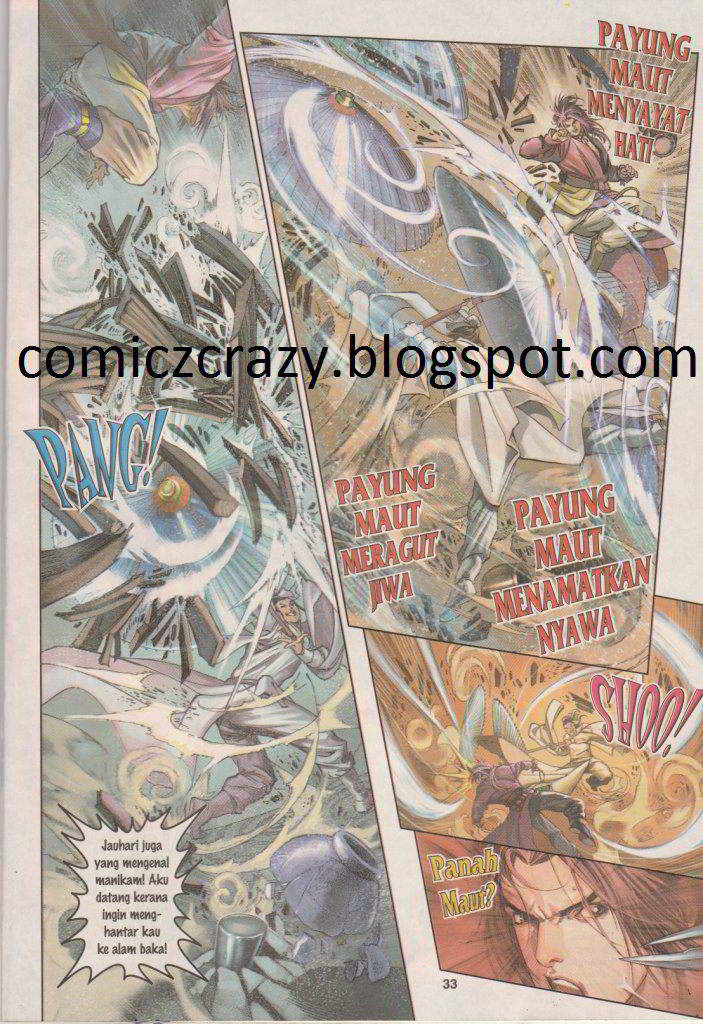 PAYUNG
MAUT
MENYAYAT
HATI
comiczcrazy.blogspot.com
PANG!
PAYUNG
MAUT
MERAGUT
JIWA
PAYUNG
MAUT
MENAMATKAN
NYAWA
SHOO!
Jauhari juga
yang mengenal
manikam! Aku
datang kerana
ingin meng-
hantar kau
ke alam baka!
Panah
Maut?
33